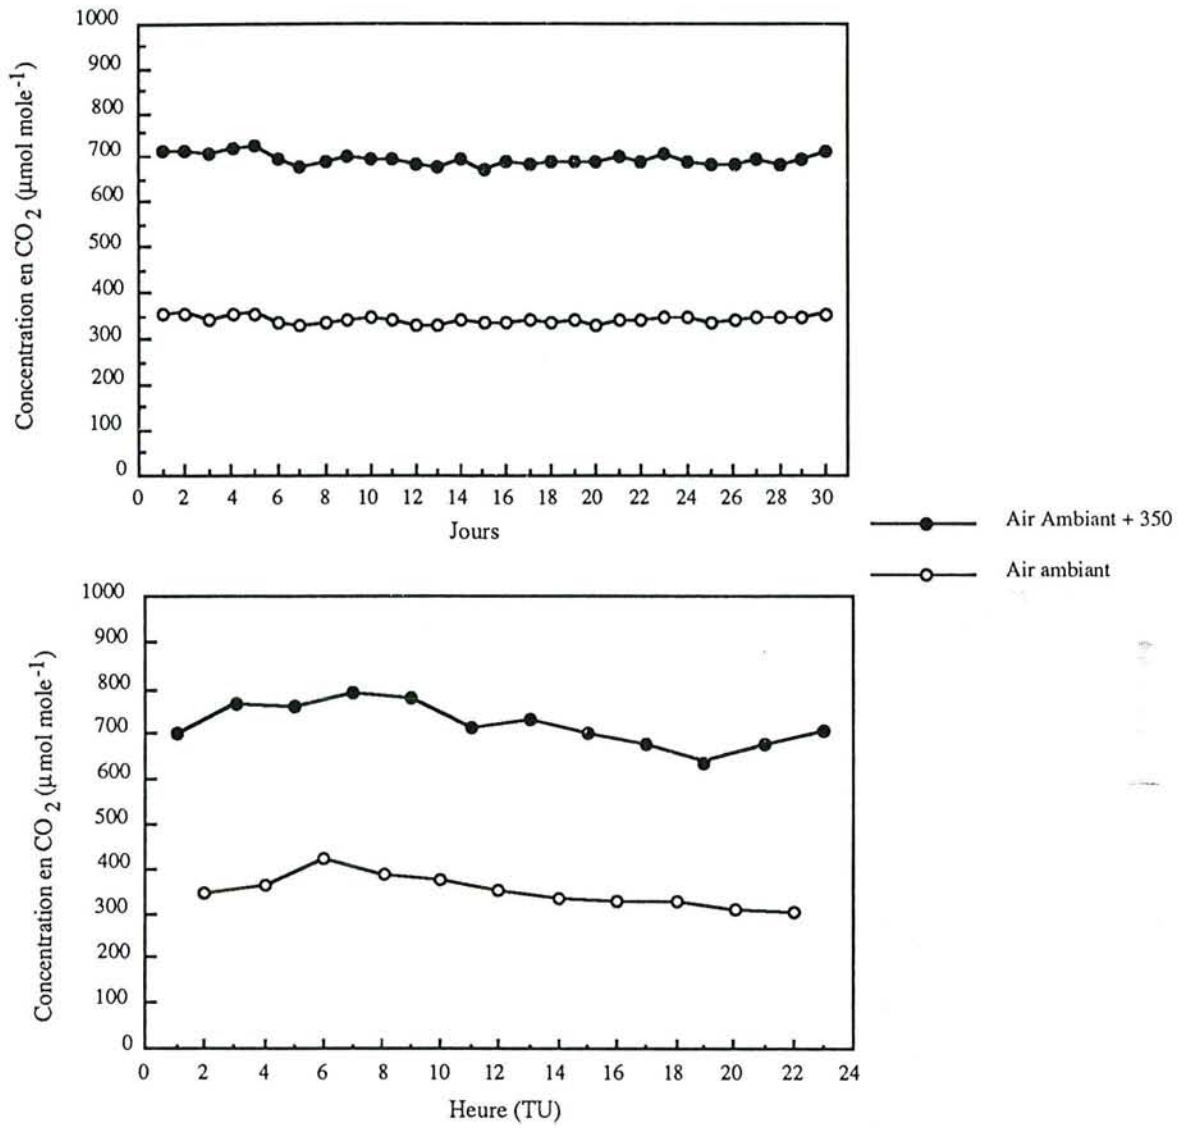 1000
900
800
700
600
500
400
300
200
100
0
Concentration en CO2 (µmol mole-1)
0 2 4 6 8 10 12 14 16 18 20 22 24 26 28 30
Jours
Air Ambiant + 350
Air ambiant
1000
900
800
700
600
500
400
300
200
100
0
Concentration en CO2 (µmol mole-1)
0 2 4 6 8 10 12 14 16 18 20 22 24
Heure (TU)